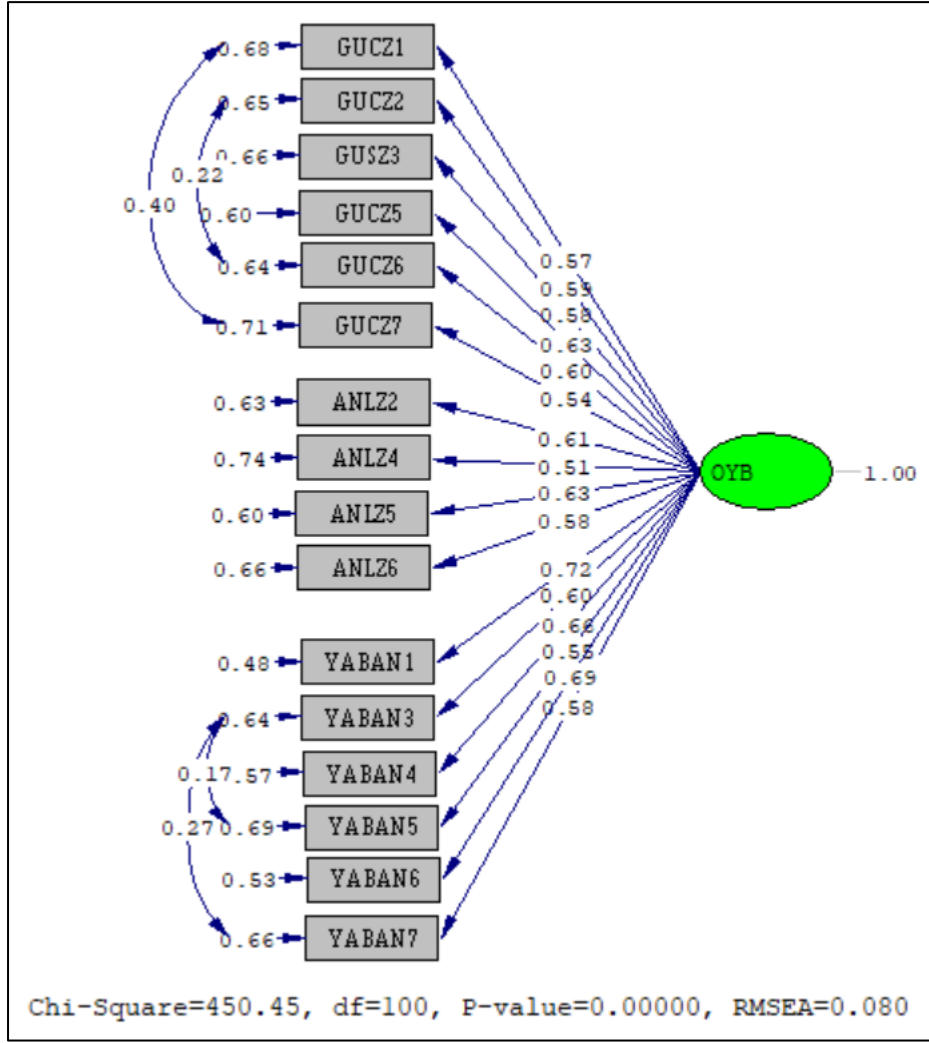 0.68 GUCZ1
0.65 GUCZ2
0.66 GUSZ3
0.22
0.40
0.60 GUCZ5
0.64 GUCZ6
0.71 GUCZ7
0.57
0.59
0.58
0.63
0.60
0.54
0.63 ANLZ2
0.61
0.74 ANLZ4
0.51
0.60 ANLZ5
0.63
0.66 ANLZ6
0.58
OYB 1.00
0.72
0.60
0.66
0.55
0.69
0.58
0.48 YABAN1
0.64 YABAN3
0.17 .57 YABAN4
0.27 0.69 YABAN5
0.53 YABAN6
0.66 YABAN7
Chi-Square=450.45, df=100, P-value=0.00000, RMSEA=0.080